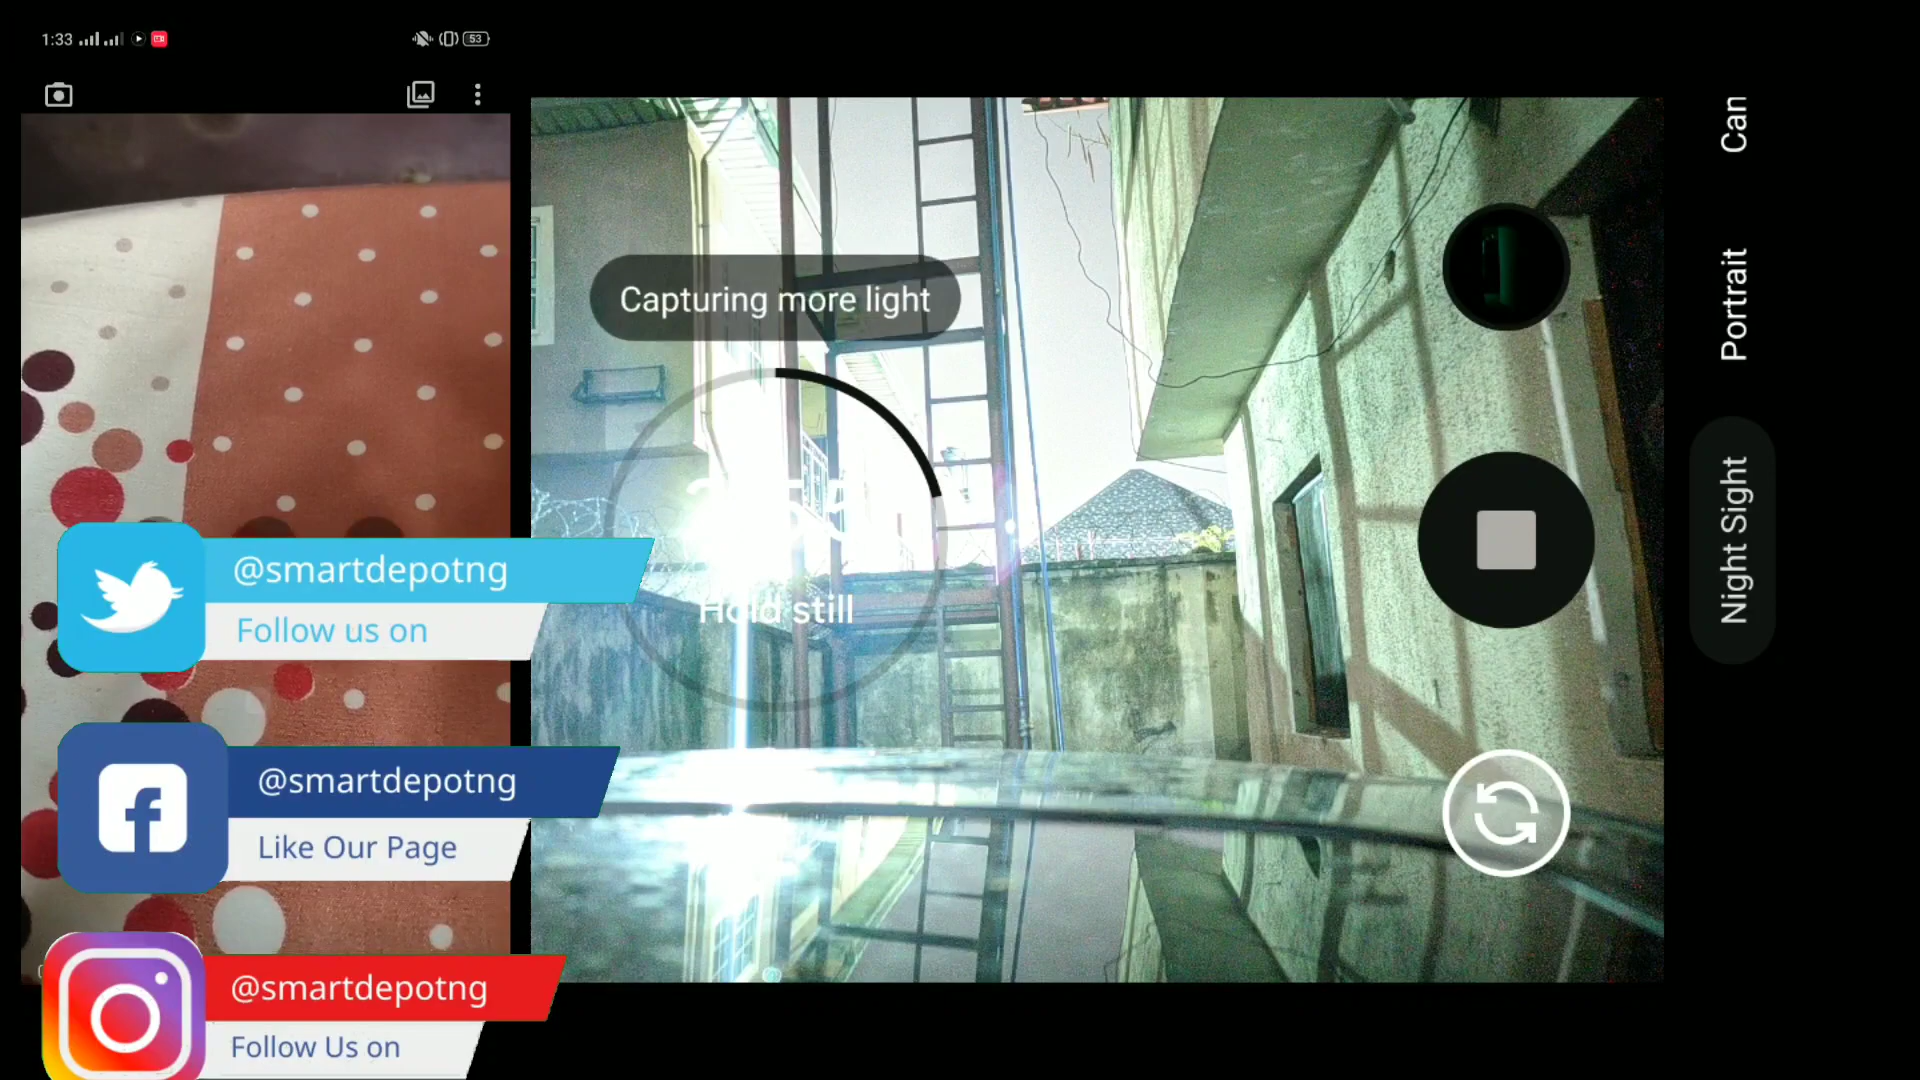 1:33
53
Can
Portrait
Night Sight
Capturing more light
Hold still
@smartdepotng
Follow us on
@smartdepotng
Like Our Page
@smartdepotng
Follow Us on